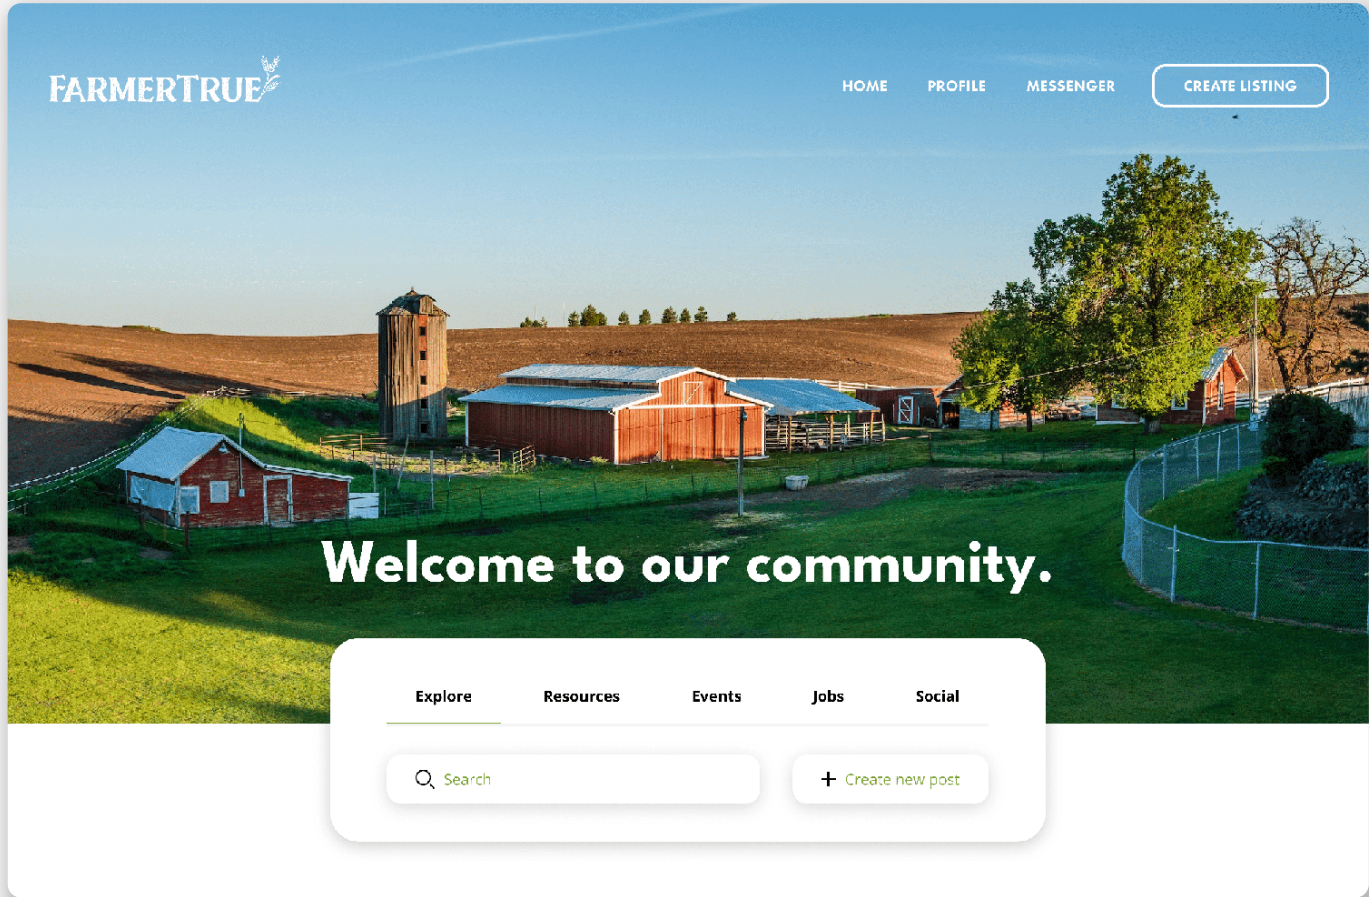 FARMERTRUE
HOME PROFILE MESSENGER CREATE LISTING
Welcome to our community.
Explore Resources Events Jobs Social
Search Create new post